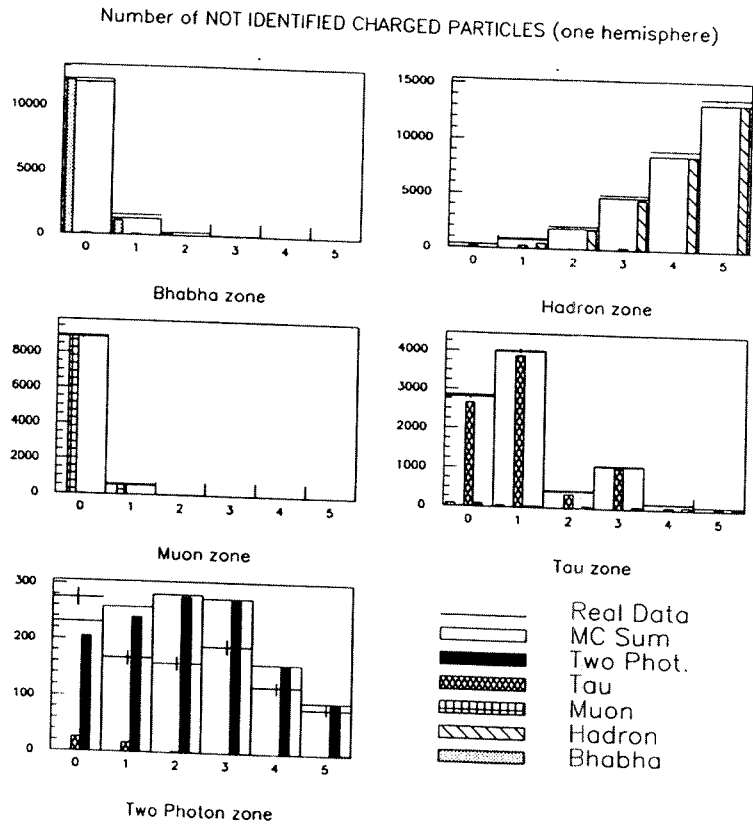 Number of NOT IDENTIFIED CHARGED PARTICLES (one hemisphere)
10000
5000
0
0 1 2 3 4 5
Bhabha zone
15000
10000
5000
0
0 1 2 3 4 5
Hadron zone
8000
6000
4000
2000
0
0 1 2 3 4 5
Muon zone
4000
3000
2000
1000
0
0 1 2 3 4 5
Tau zone
300
200
100
0
0 1 2 3 4 5
Two Photon zone
Real Data
MC Sum
Two Phot.
Tau
Muon
Hadron
Bhabha